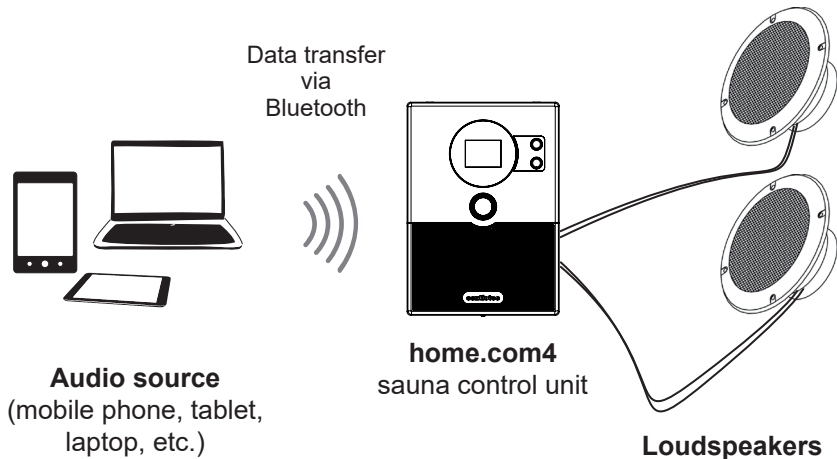 Data transfer
via
Bluetooth
Audio source
(mobile phone, tablet,
laptop, etc.)
home.com4
sauna control unit
Loudspeakers